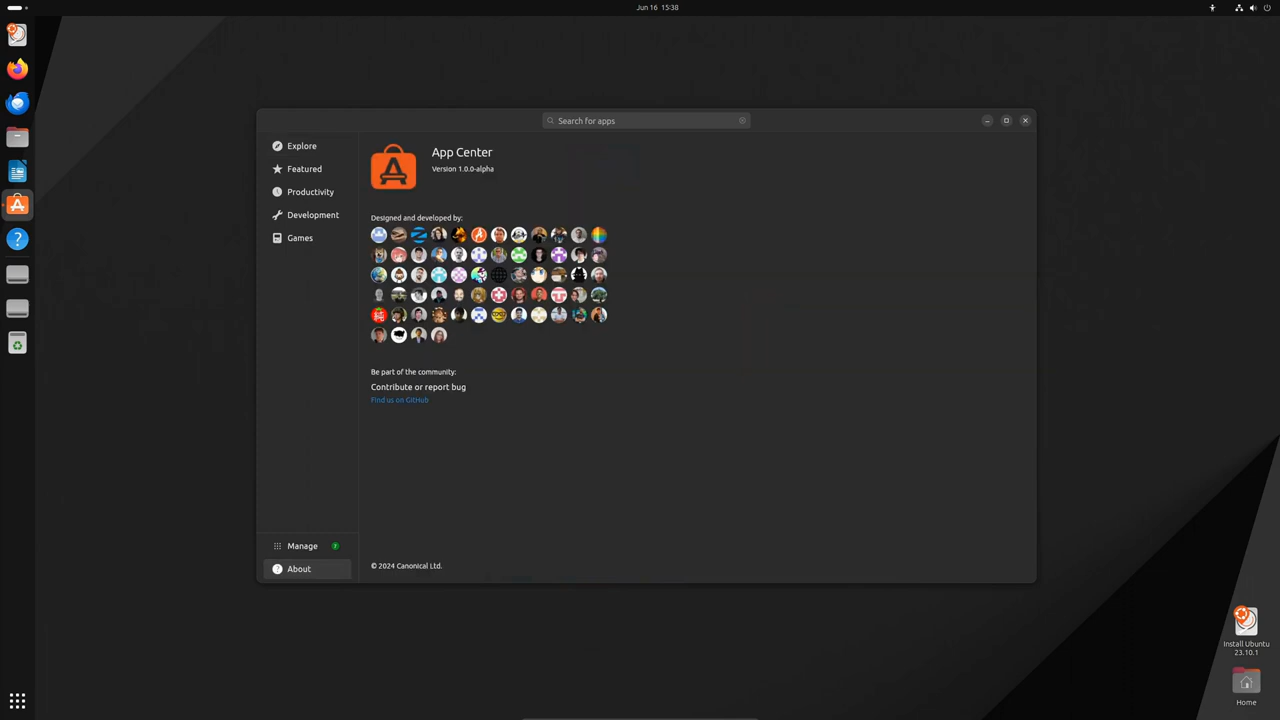 Jun 16 15:38
Search for apps
Explore
Featured
Productivity
Development
Games
App Center
Version 1.0.0-alpha
Designed and developed by:
Be part of the community:
Contribute or report bug
Find us on GitHub
Manage
About
© 2024 Canonical Ltd.
Install Ubuntu
23.10.1
Home